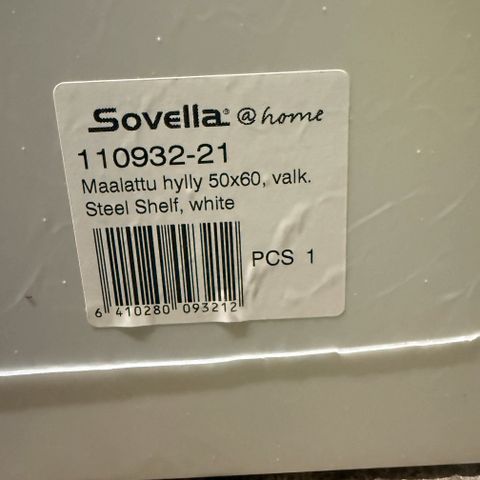 Sovella @home
110932-21
Maalattu hylly 50x60, valk.
Steel Shelf, white
PCS 1
6 410280 093212